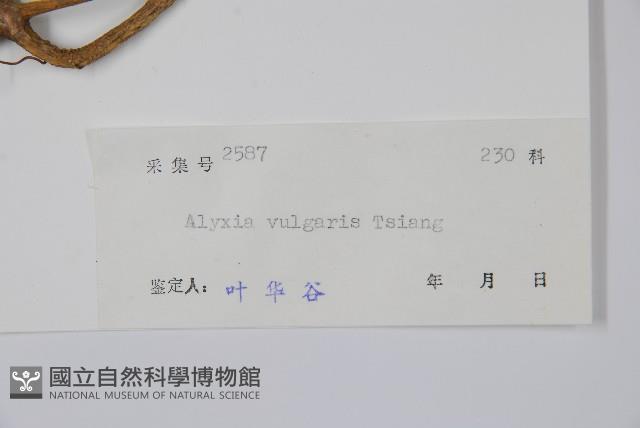 采集号 2587 230 科
Alyxia vulgaris Tsiang
鉴定人: 叶华谷 年 月 日
國立自然科學博物館
NATIONAL MUSEUM OF NATURAL SCIENCE